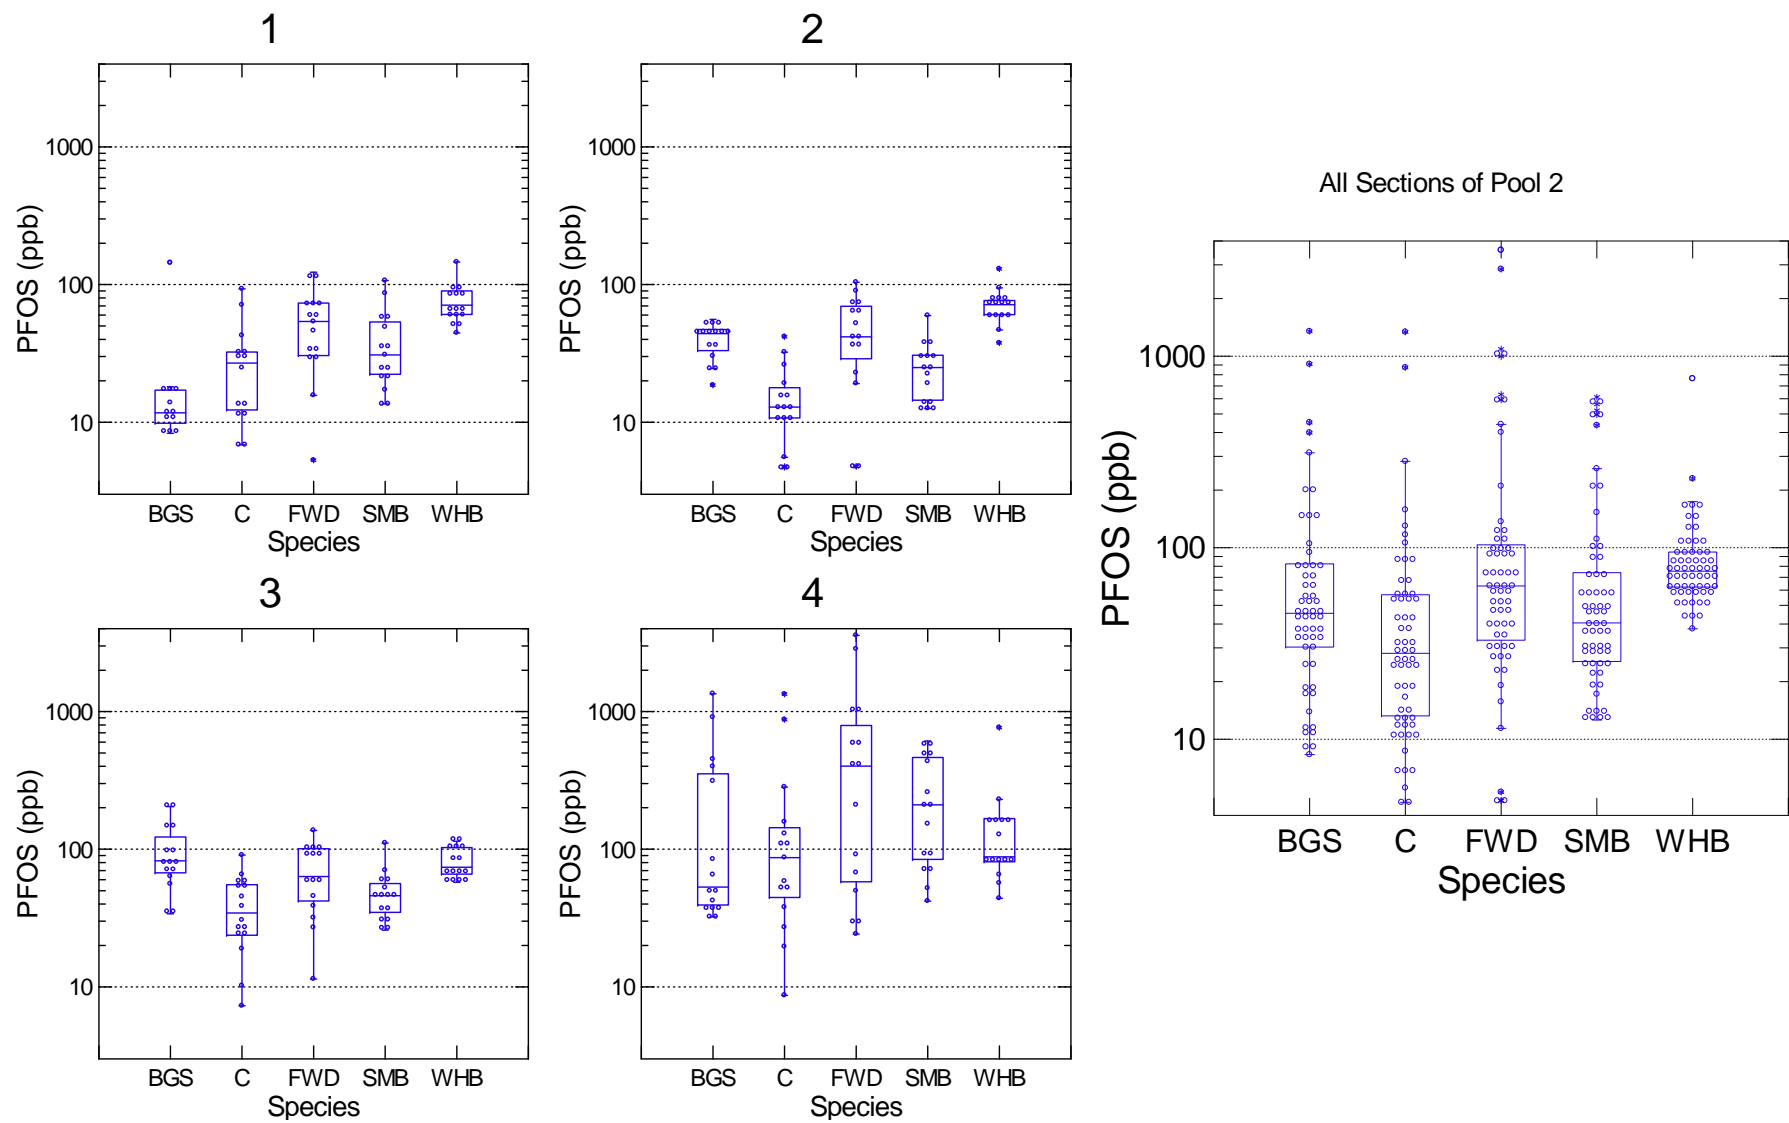 1
1000
100
10
PFOS (ppb)
BGS C FWD SMB WHB
Species
2
1000
100
10
PFOS (ppb)
BGS C FWD SMB WHB
Species
3
1000
100
10
PFOS (ppb)
BGS C FWD SMB WHB
Species
4
1000
100
10
PFOS (ppb)
BGS C FWD SMB WHB
Species
All Sections of Pool 2
1000
100
10
PFOS (ppb)
BGS C FWD SMB WHB
Species